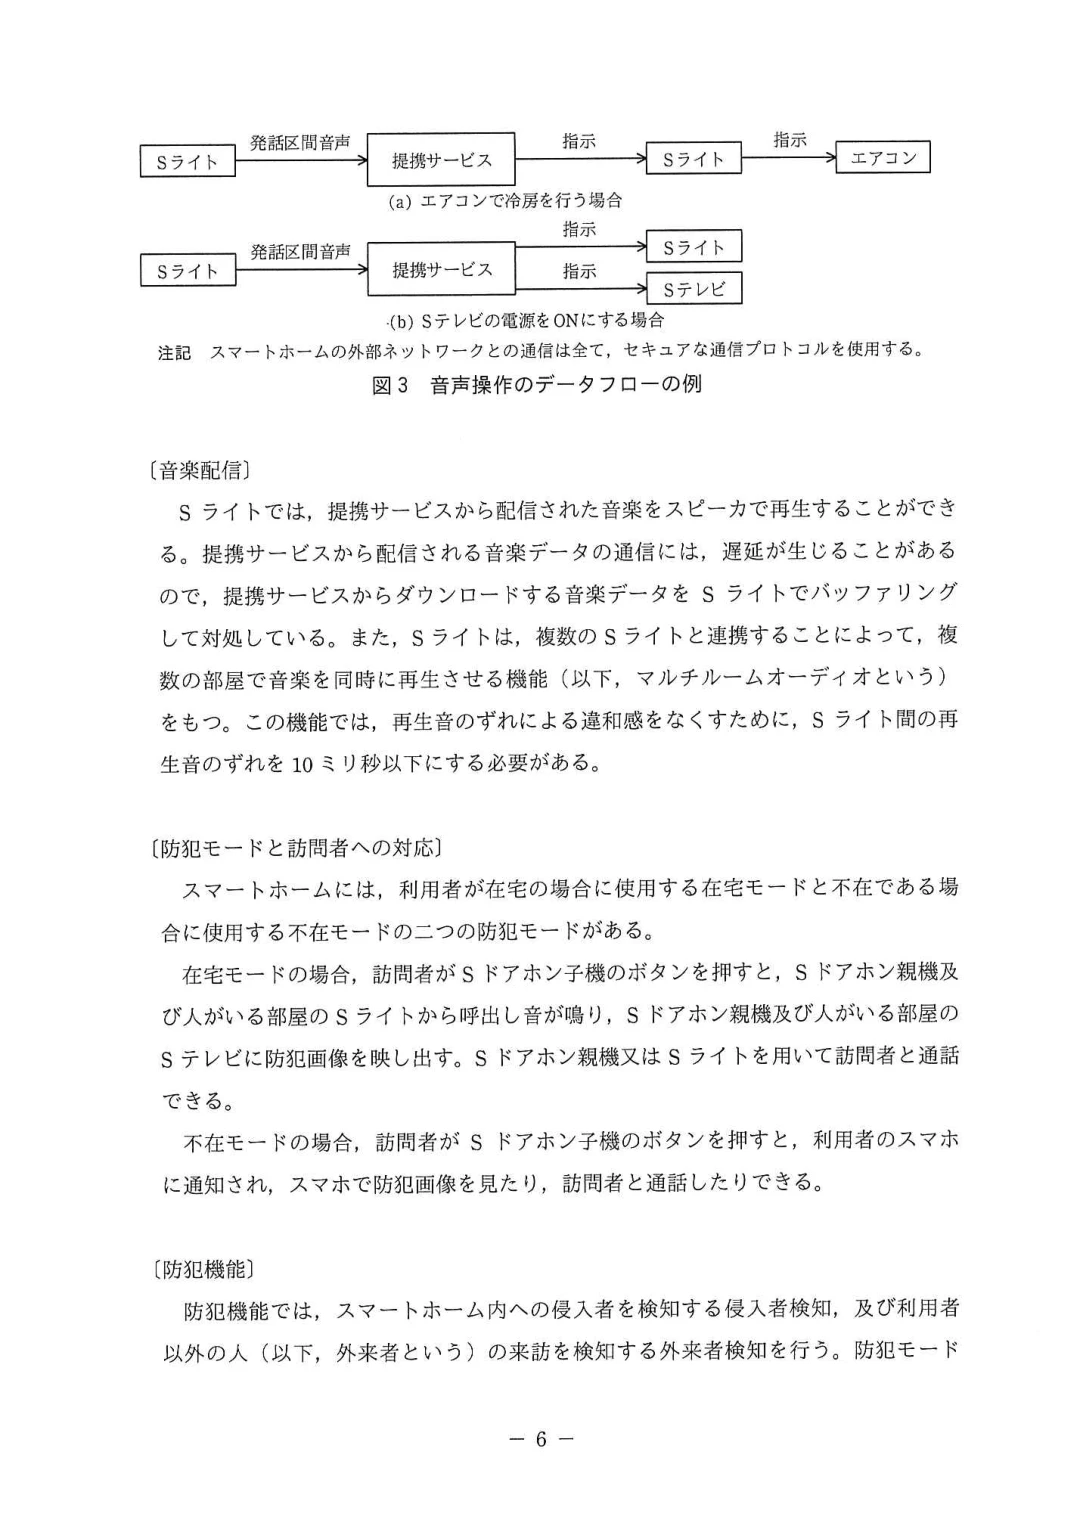 Sライト 発話区間音声 提携サービス 指示 Sライト 指示 エアコン
(a) エアコンで冷房を行う場合
Sライト 発話区間音声 提携サービス 指示 Sライト
指示 Sテレビ
(b) Sテレビの電源をONにする場合
注記 スマートホームの外部ネットワークとの通信は全て，セキュアな通信プロトコルを使用する。
図3 音声操作のデータフローの例
〔音楽配信〕
S ライトでは，提携サービスから配信された音楽をスピーカで再生することができ
る。提携サービスから配信される音楽データの通信には，遅延が生じることがある
ので，提携サービスからダウンロードする音楽データを S ライトでバッファリング
して対処している。また，S ライトは，複数の S ライトと連携することによって，複
数の部屋で音楽を同時に再生させる機能（以下，マルチルームオーディオという）
をもつ。この機能では，再生音のずれによる違和感をなくすために，S ライト間の再
生音のずれを 10 ミリ秒以下にする必要がある。
〔防犯モードと訪問者への対応〕
スマートホームには，利用者が在宅の場合に使用する在宅モードと不在である場
合に使用する不在モードの二つの防犯モードがある。
在宅モードの場合，訪問者が S ドアホン子機のボタンを押すと，S ドアホン親機及
び人がいる部屋の S ライトから呼出し音が鳴り，S ドアホン親機及び人がいる部屋の
S テレビに防犯画像を映し出す。S ドアホン親機又は S ライトを用いて訪問者と通話
できる。
不在モードの場合，訪問者が S ドアホン子機のボタンを押すと，利用者のスマホ
に通知され，スマホで防犯画像を見たり，訪問者と通話したりできる。
〔防犯機能〕
防犯機能では，スマートホーム内への侵入者を検知する侵入者検知，及び利用者
以外の人（以下，外来者という）の来訪を検知する外来者検知を行う。防犯モード
－ 6 －